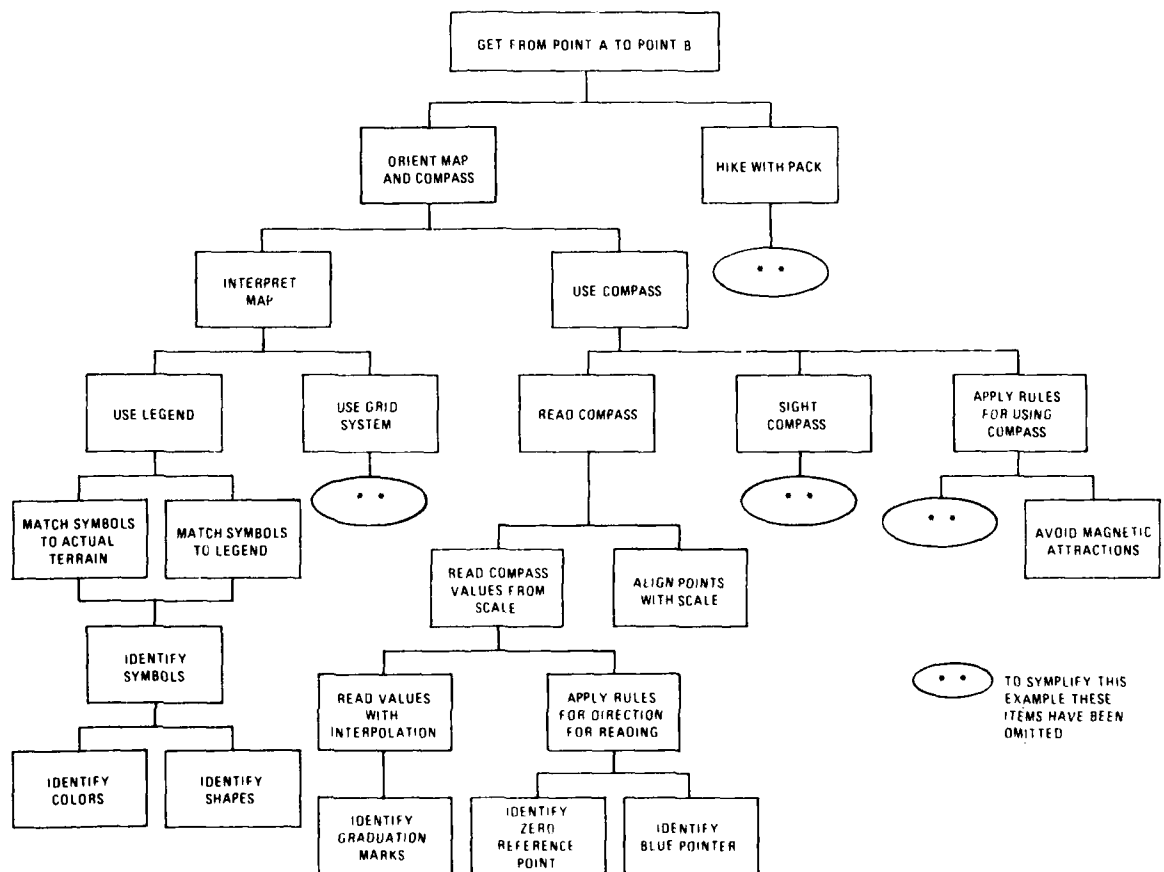 GET FROM POINT A TO POINT B
ORIENT MAP
AND COMPASS
HIKE WITH PACK
INTERPRET
MAP
USE COMPASS
USE LEGEND
USE GRID
SYSTEM
READ COMPASS
SIGHT
COMPASS
APPLY RULES
FOR USING
COMPASS
MATCH SYMBOLS
TO ACTUAL
TERRAIN
MATCH SYMBOLS
TO LEGEND
READ COMPASS
VALUES FROM
SCALE
ALIGN POINTS
WITH SCALE
AVOID MAGNETIC
ATTRACTIONS
IDENTIFY
SYMBOLS
READ VALUES
WITH
INTERPOLATION
APPLY RULES
FOR DIRECTION
FOR READING
TO SYMPLIFY THIS
EXAMPLE THESE
ITEMS HAVE BEEN
OMITTED
IDENTIFY
COLORS
IDENTIFY
SHAPES
IDENTIFY
GRADUATION
MARKS
IDENTIFY
ZERO
REFERENCE
POINT
IDENTIFY
BLUE POINTER